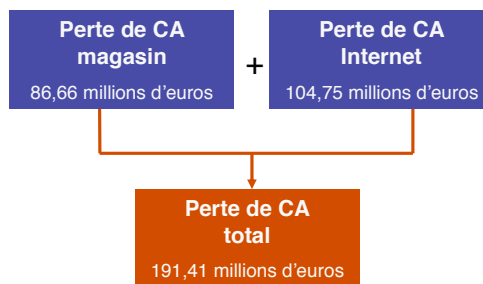 Perte de CA
magasin
86,66 millions d'euros
+
Perte de CA
Internet
104,75 millions d'euros
Perte de CA
total
191,41 millions d'euros